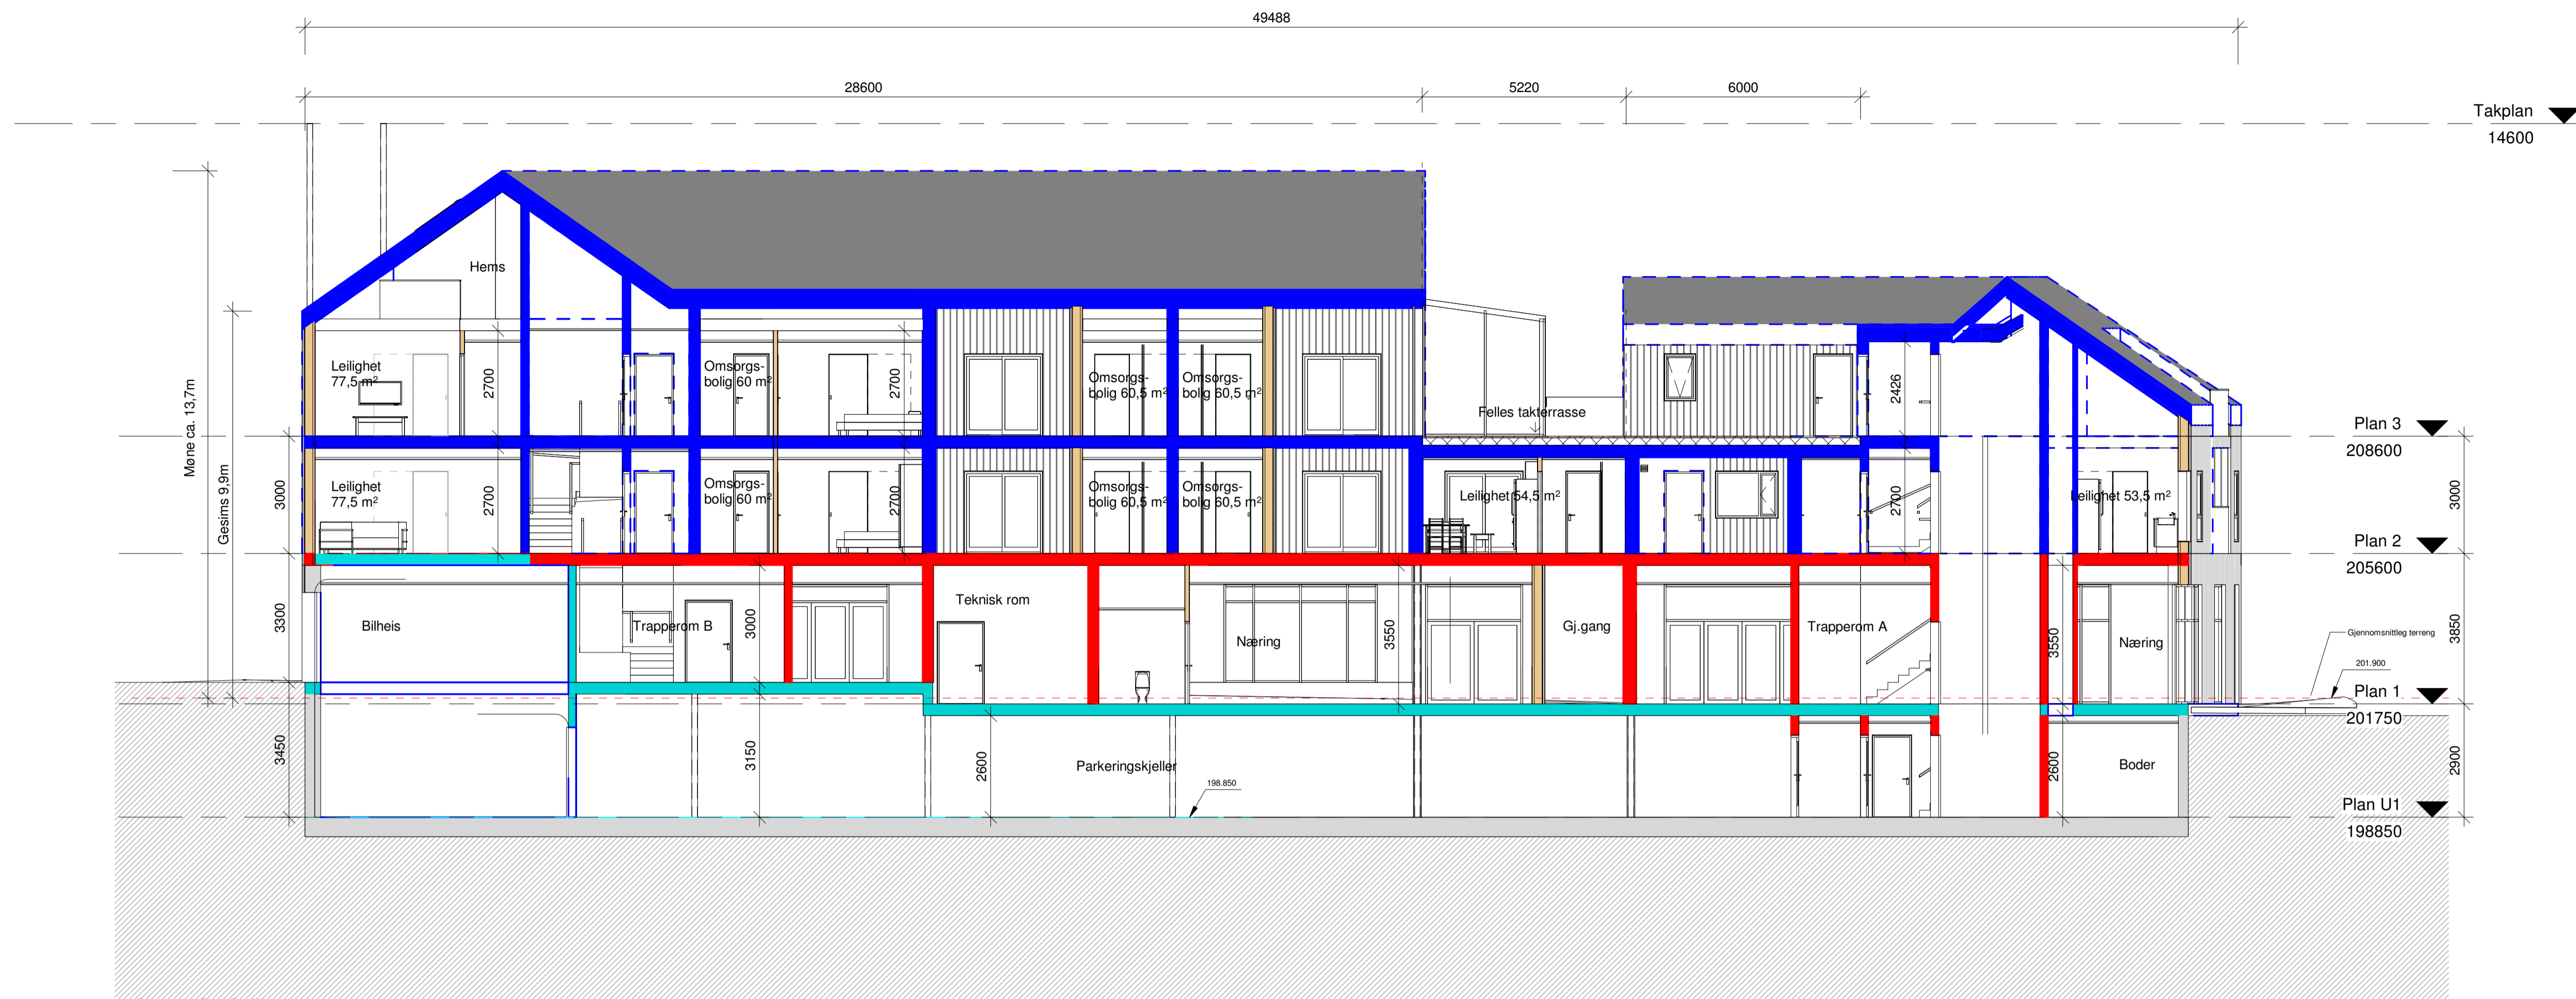 49488
28600
5220
6000
Takplan
14600
Møne ca. 13,7m
Gesims 9,9m
Hems
Leilighet
77,5 m²
2700
Omsorgs-
bolig 60 m²
2700
Omsorgs-
bolig 60,5 m²
Omsorgs-
bolig 60,5 m²
Felles takterrasse
2426
Plan 3
208600
3000
Leilighet
77,5 m²
2700
Omsorgs-
bolig 60 m²
2700
Omsorgs-
bolig 60,5 m²
Omsorgs-
bolig 60,5 m²
Leilighet 54,5 m²
2700
Leilighet 53,5 m²
3000
Plan 2
205600
3300
Bilheis
Trapperom B
3000
Teknisk rom
Næring
3550
Gj.gang
Trapperom A
3550
Næring
Gjennomsnittleg terreng
201.900
3850
Plan 1
201750
3450
3150
2600
Parkeringskjeller
198.850
2600
Boder
2900
Plan U1
198850